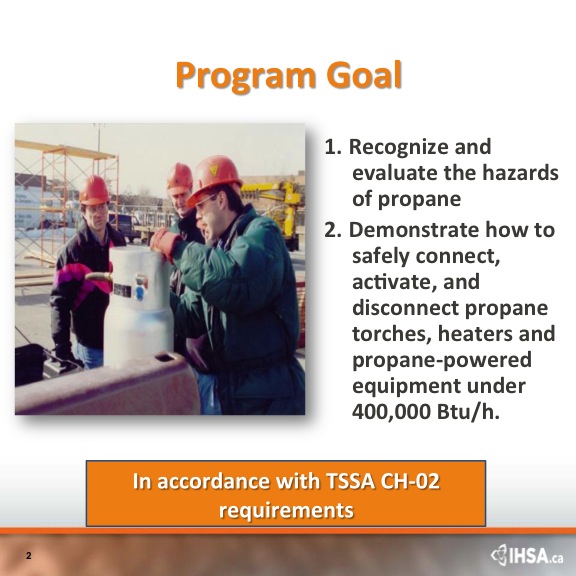 Program Goal
1. Recognize and
evaluate the hazards
of propane
2. Demonstrate how to
safely connect,
activate, and
disconnect propane
torches, heaters and
propane-powered
equipment under
400,000 Btu/h.
In accordance with TSSA CH-02
requirements
2
IHSA.ca